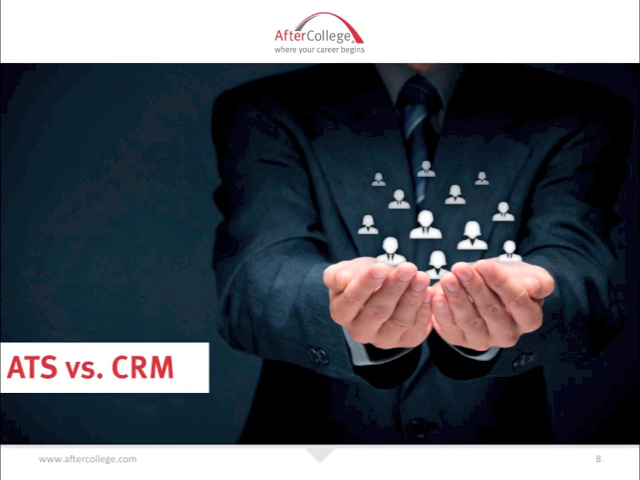 AfterCollege
where your career begins
ATS vs. CRM
www.aftercollege.com
8